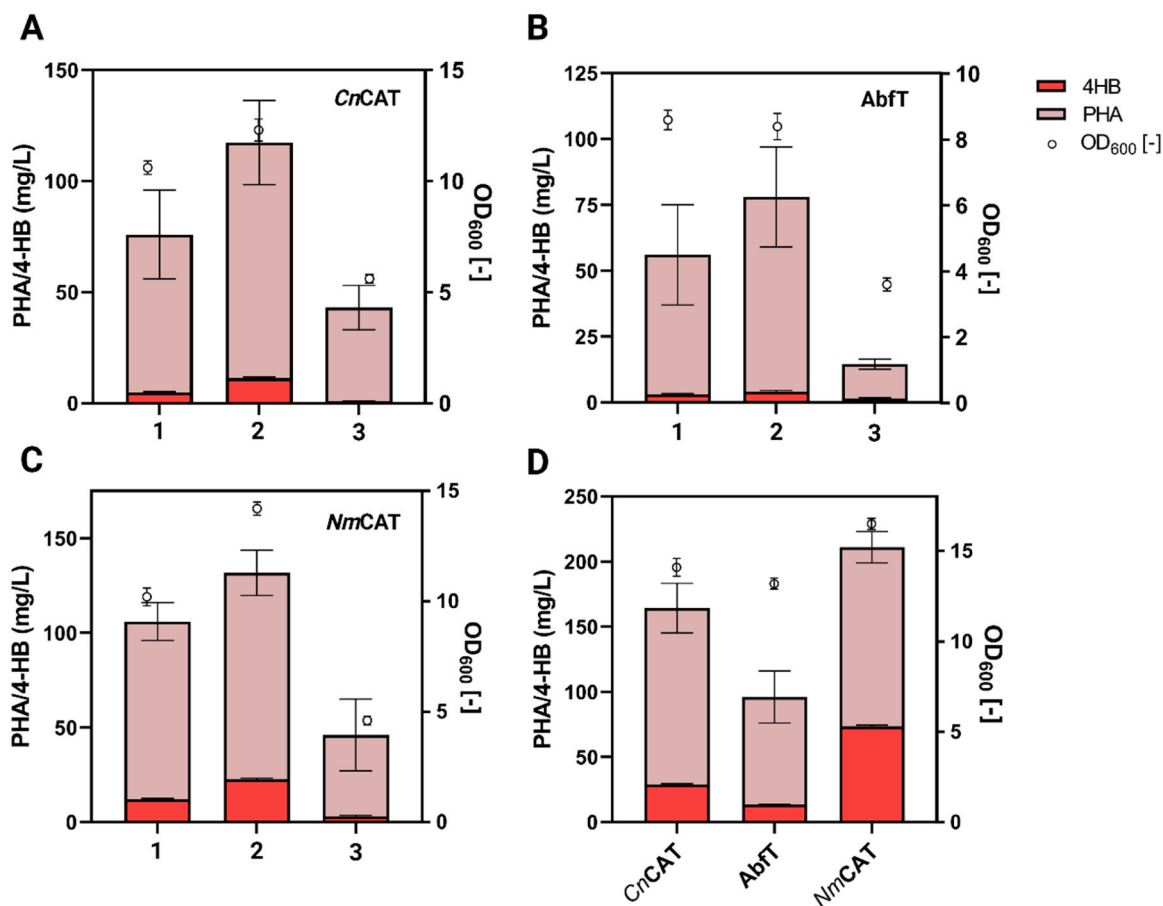 A
CnCAT
PHA/4-HB (mg/L)
150
100
50
0
15
10
5
0
OD600 [-]
1 2 3
B
AbfT
PHA/4-HB (mg/L)
125
100
75
50
25
0
10
8
6
4
2
0
OD600 [-]
1 2 3
4HB
PHA
OD600 [-]
C
NmCAT
PHA/4-HB (mg/L)
150
100
50
0
15
10
5
0
OD600 [-]
1 2 3
D
PHA/4-HB (mg/L)
250
200
150
100
50
0
15
10
5
0
OD600 [-]
CnCAT AbfT NmCAT